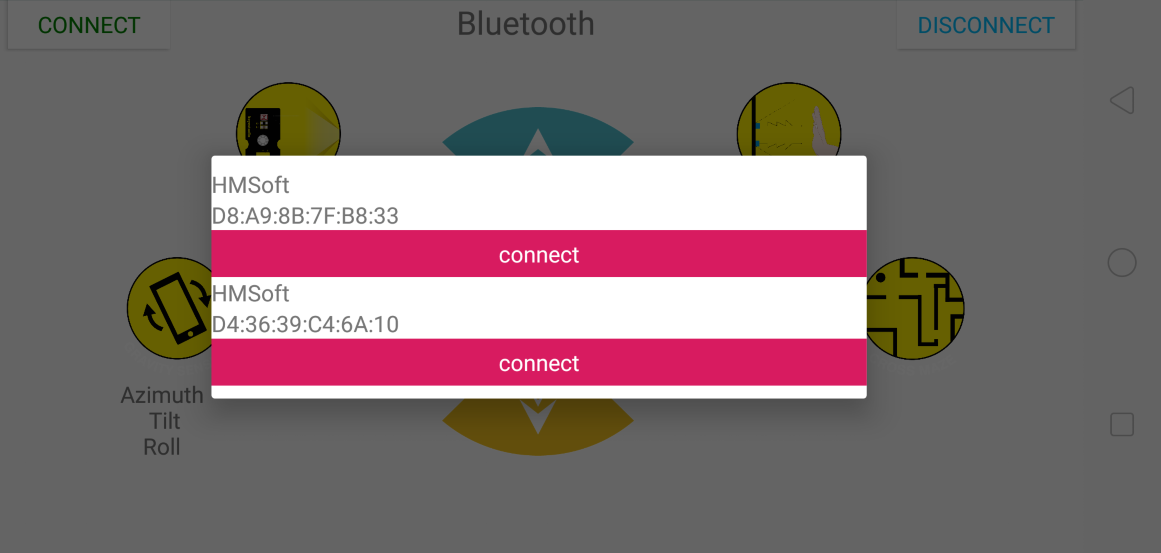 CONNECT
Bluetooth
DISCONNECT
HMSoft
D8:A9:8B:7F:B8:33
connect
HMSoft
D4:36:39:C4:6A:10
connect
Azimuth
Tilt
Roll